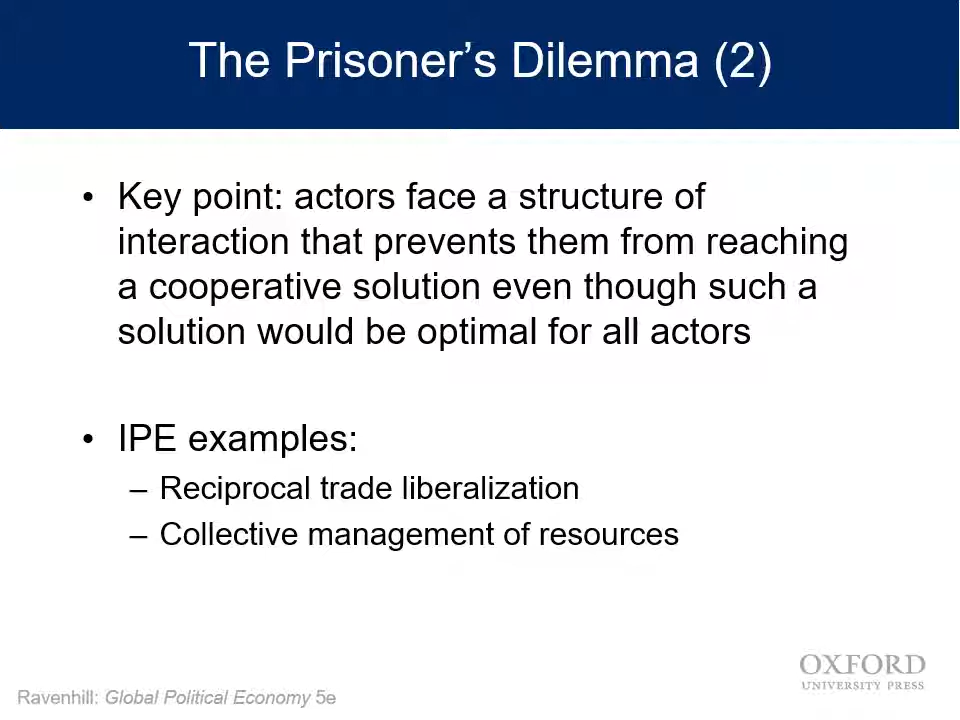 The Prisoner’s Dilemma (2)
• Key point: actors face a structure of
interaction that prevents them from reaching
a cooperative solution even though such a
solution would be optimal for all actors
• IPE examples:
– Reciprocal trade liberalization
– Collective management of resources
OXFORD
UNIVERSITY PRESS
Ravenhill: Global Political Economy 5e